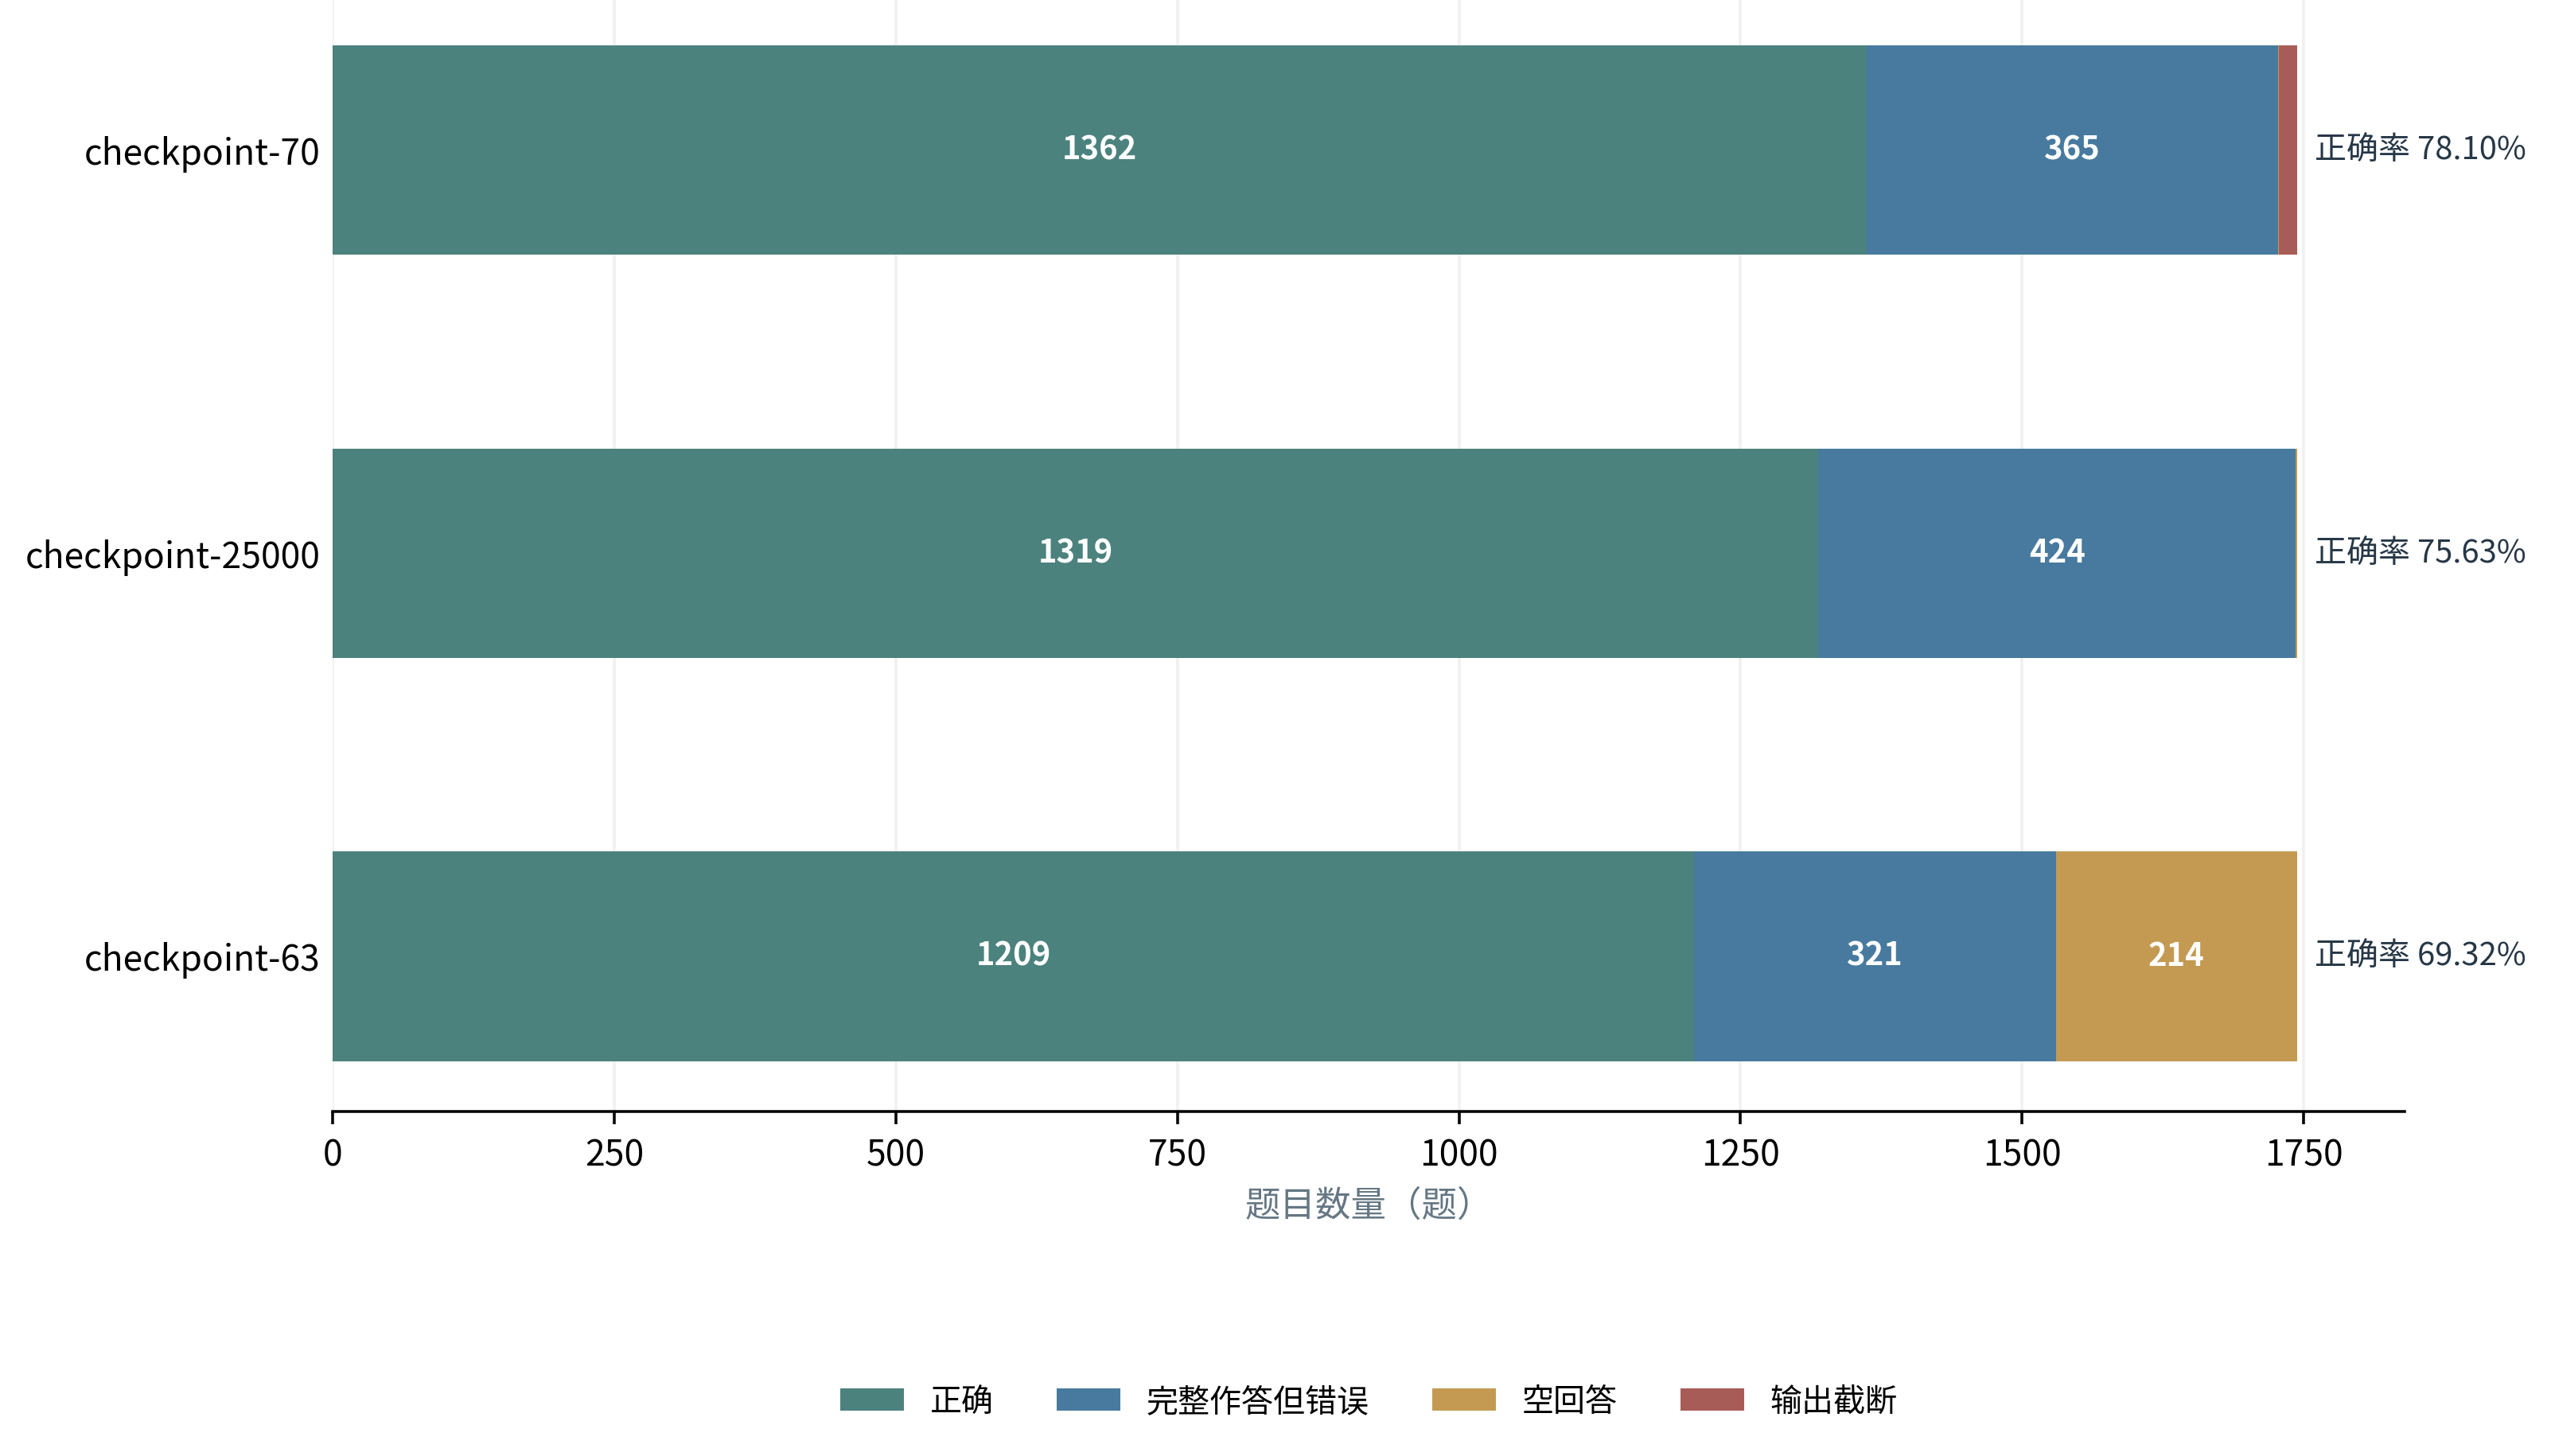 checkpoint-70 1362 365 正确率 78.10%
checkpoint-25000 1319 424 正确率 75.63%
checkpoint-63 1209 321 214 正确率 69.32%
0 250 500 750 1000 1250 1500 1750
题目数量（题）
正确 完整作答但错误 空回答 输出截断